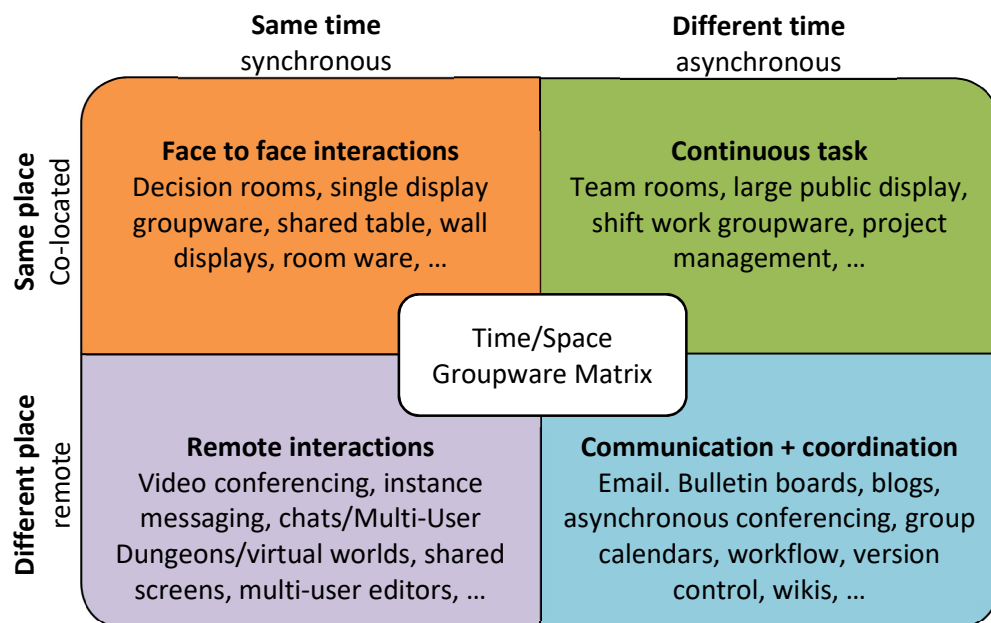 Same time
synchronous
Different time
asynchronous
Same place
Co-located
Face to face interactions
Decision rooms, single display
groupware, shared table, wall
displays, room ware, …
Continuous task
Team rooms, large public display,
shift work groupware, project
management, …
Time/Space
Groupware Matrix
Different place
remote
Remote interactions
Video conferencing, instance
messaging, chats/Multi-User
Dungeons/virtual worlds, shared
screens, multi-user editors, …
Communication + coordination
Email. Bulletin boards, blogs,
asynchronous conferencing, group
calendars, workflow, version
control, wikis, …